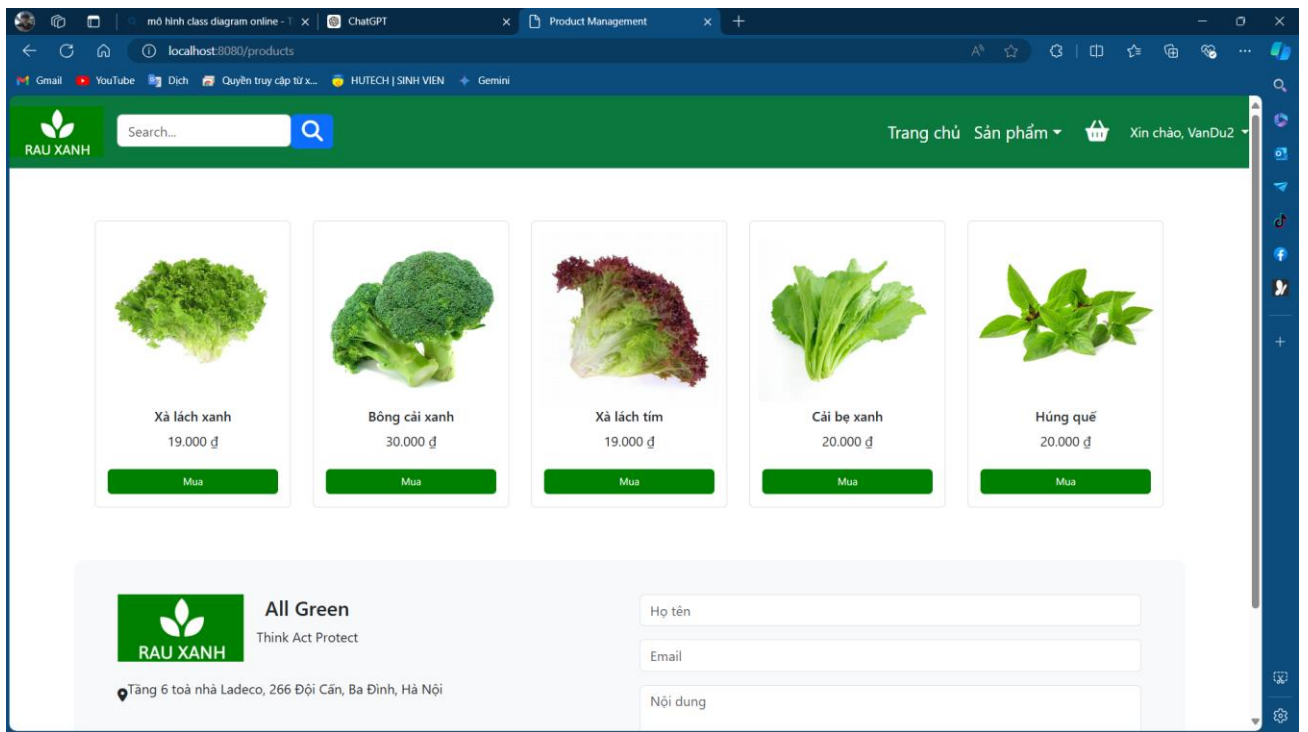 mô hình class diagram online - T
ChatGPT
Product Management
localhost:8080/products
Gmail
YouTube
Dịch
Quyền truy cập từ x...
HUTECH | SINH VIEN
Gemini
RAU XANH
Search...
Trang chủ Sản phẩm
Xin chào, VanDu2
Xà lách xanh
19.000 ₫
Mua
Bông cải xanh
30.000 ₫
Mua
Xà lách tím
19.000 ₫
Mua
Cải bẹ xanh
20.000 ₫
Mua
Húng quế
20.000 ₫
Mua
RAU XANH
All Green
Think Act Protect
Tầng 6 toà nhà Ladeco, 266 Đội Cấn, Ba Đình, Hà Nội
Họ tên
Email
Nội dung